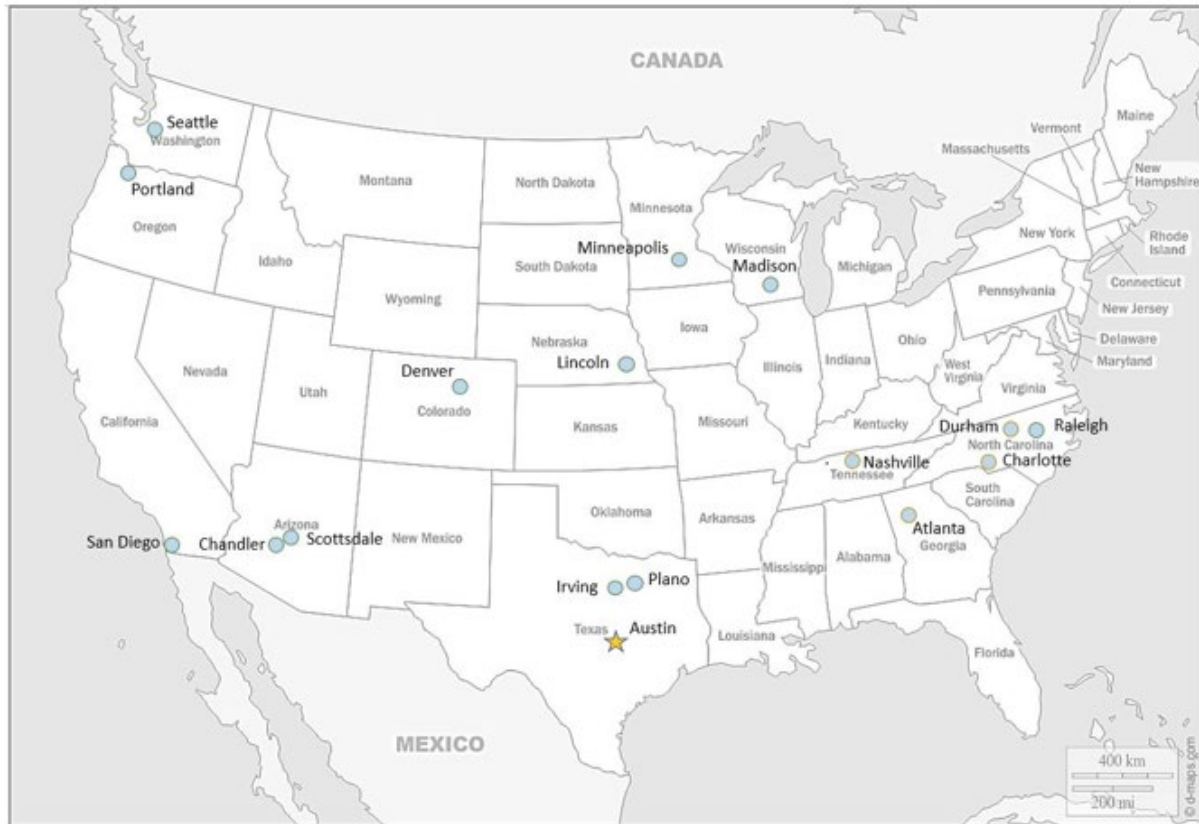 CANADA
Seattle
Washington
Portland
Oregon
Montana
Idaho
Wyoming
North Dakota
South Dakota
Minnesota
Minneapolis
Wisconsin
Madison
Michigan
Maine
Vermont
Massachusetts
New
Hampshire
New York
Rhode
Island
Connecticut
Pennsylvania
New Jersey
Delaware
Maryland
Nebraska
Lincoln
Iowa
Illinois
Indiana
Ohio
West
Virginia
Virginia
Nevada
Utah
Denver
Colorado
California
Kansas
Missouri
Kentucky
Durham
Raleigh
North Carolina
Charlotte
Nashville
Tennessee
South
Carolina
Atlanta
Georgia
San Diego
Chandler
Arizona
Scottsdale
New Mexico
Oklahoma
Arkansas
Mississippi
Alabama
Irving
Plano
Texas
Austin
Louisiana
Florida
MEXICO
400 km
200 mi
© d-maps.com